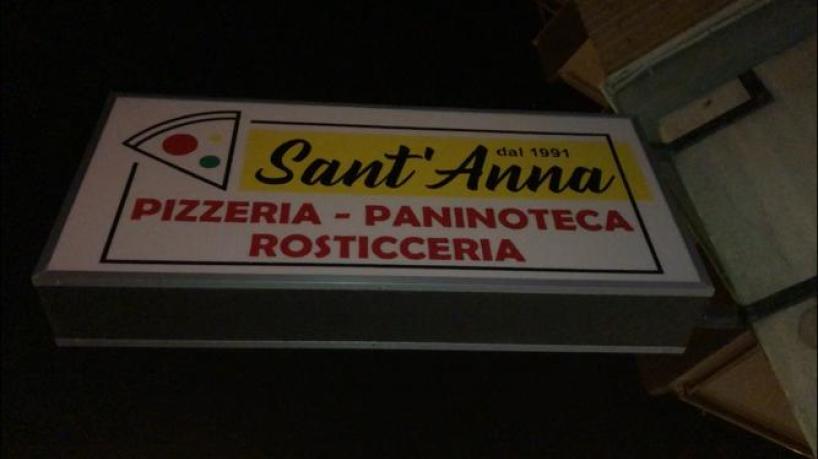 dal 1991
Sant'Anna
PIZZERIA - PANINOTECA
ROSTICCERIA